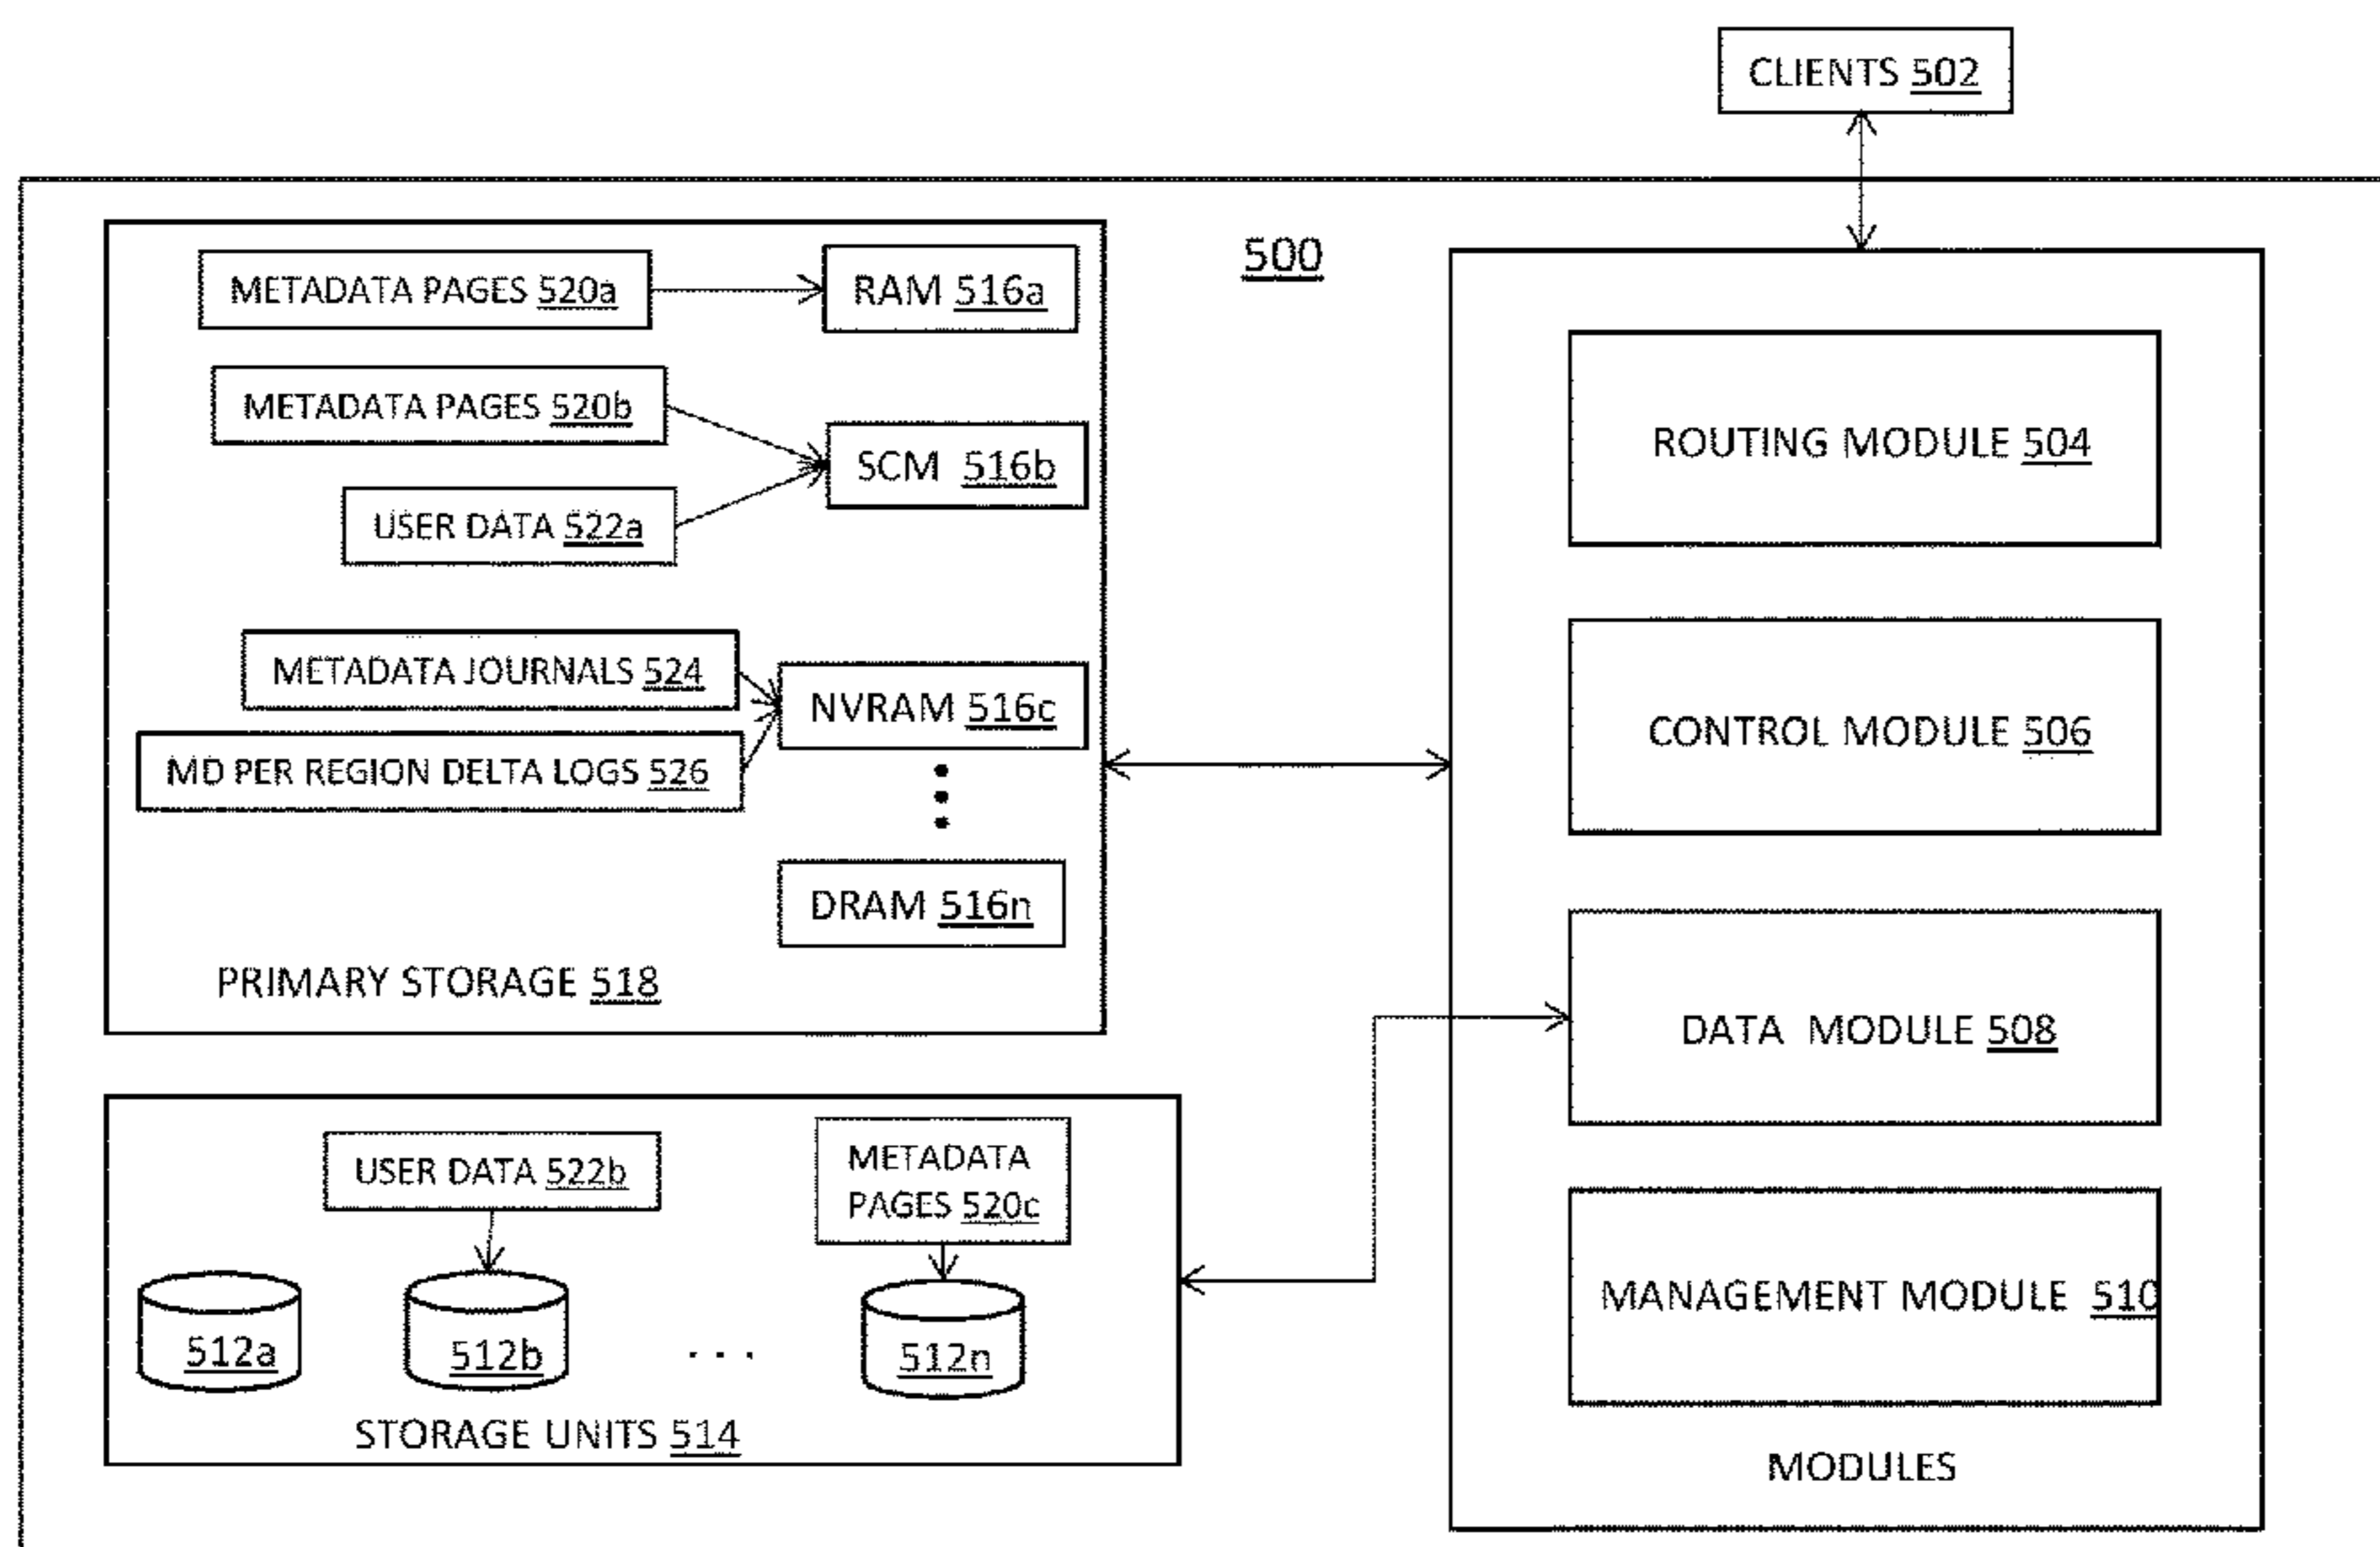 CLIENTS 502
500
METADATA PAGES 520a
RAM 516a
METADATA PAGES 520b
SCM 516b
USER DATA 522a
METADATA JOURNALS 524
NVRAM 516c
MD PER REGION DELTA LOGS 526
DRAM 516n
PRIMARY STORAGE 518
USER DATA 522b
METADATA
PAGES 520c
512a
512b
. . .
512n
STORAGE UNITS 514
ROUTING MODULE 504
CONTROL MODULE 506
DATA MODULE 508
MANAGEMENT MODULE 510
MODULES